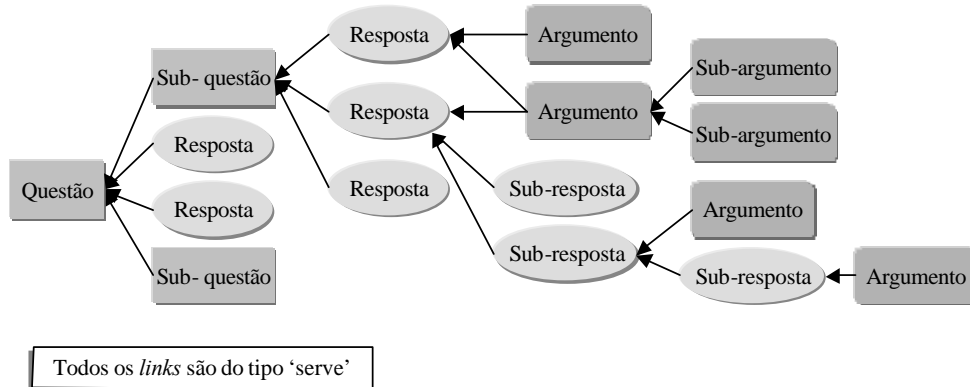 Resposta
Argumento
Sub-argumento
Sub- questão
Resposta
Argumento
Sub-argumento
Resposta
Questão
Resposta
Resposta
Sub-resposta
Argumento
Sub- questão
Sub-resposta
Sub-resposta
Argumento
Todos os links são do tipo ‘serve’